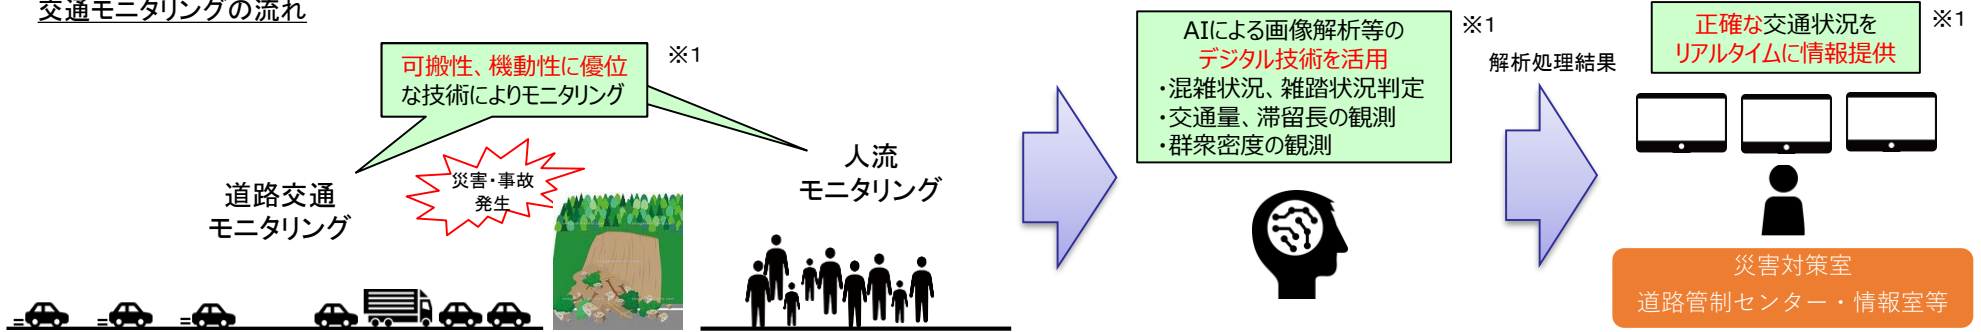 交通モニタリングの流れ
可搬性、機動性に優位
な技術によりモニタリング
※1
災害・事故
発生
道路交通
モニタリング
人流
モニタリング
AIによる画像解析等の
デジタル技術を活用
・混雑状況、雑踏状況判定
・交通量、滞留長の観測
・群衆密度の観測
※1
解析処理結果
正確な交通状況を
リアルタイムに情報提供
※1
災害対策室
道路管制センター・情報室等